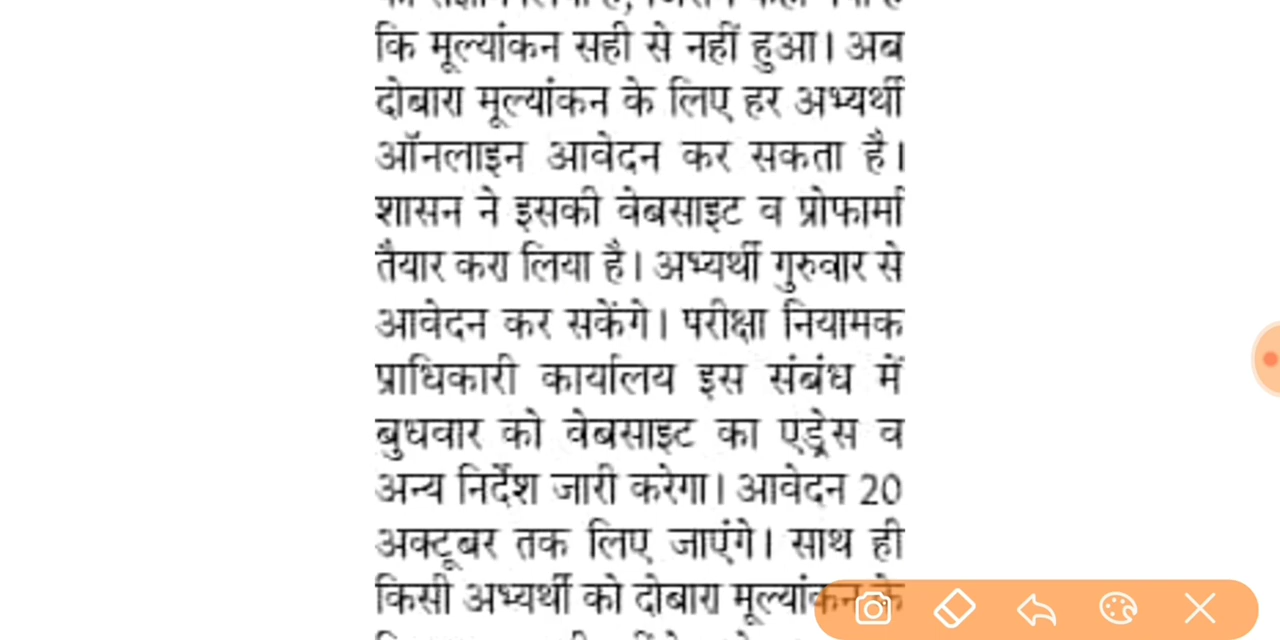 कि मूल्यांकन सही से नहीं हुआ। अब
दोबारा मूल्यांकन के लिए हर अभ्यर्थी
ऑनलाइन आवेदन कर सकता है।
शासन ने इसकी वेबसाइट व प्रोफार्मा
तैयार करा लिया है। अभ्यर्थी गुरुवार से
आवेदन कर सकेंगे। परीक्षा नियामक
प्राधिकारी कार्यालय इस संबंध में
बुधवार को वेबसाइट का एड्रेस व
अन्य निर्देश जारी करेगा। आवेदन 20
अक्टूबर तक लिए जाएंगे। साथ ही
किसी अभ्यर्थी को दोबारा मूल्यांकन के